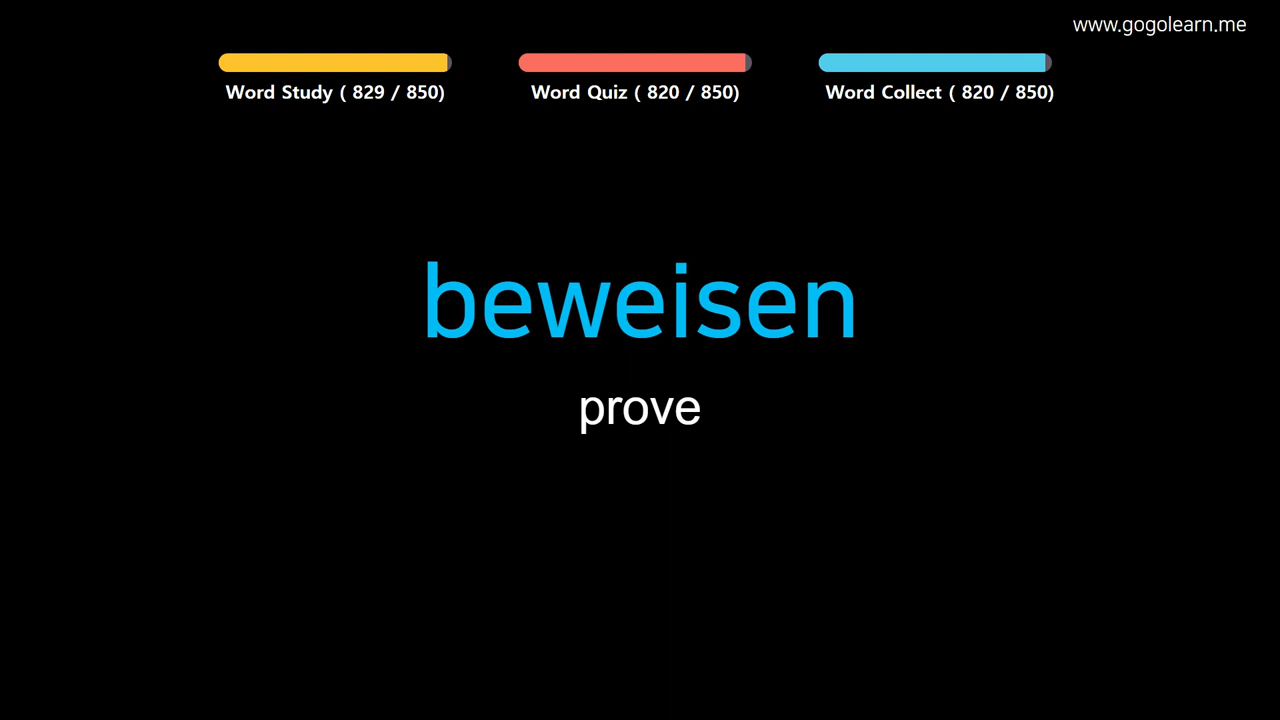 www.gogolearn.me
Word Study ( 829 / 850)
Word Quiz ( 820 / 850)
Word Collect ( 820 / 850)
beweisen
prove